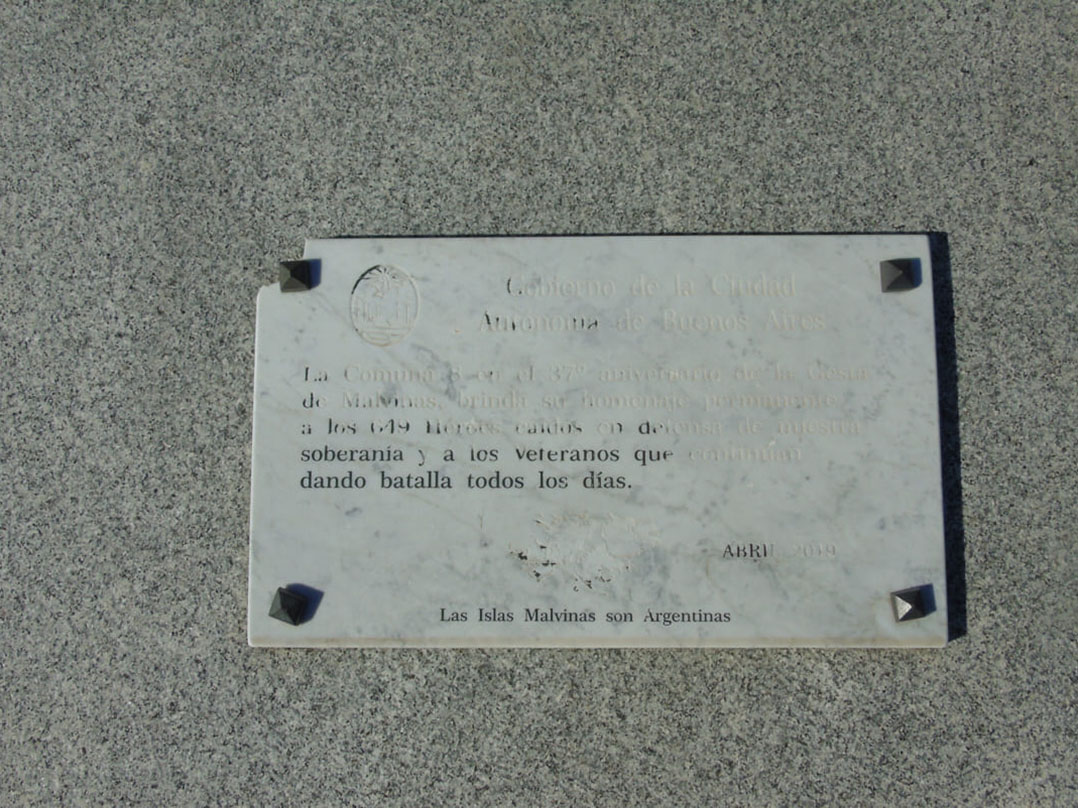 Gobierno de la Ciudad
Autónoma de Buenos Aires
La Comuna 3 en el 37º aniversario de la Gesta
de Malvinas, brinda su homenaje permanente
a los 649 Héroes caídos en defensa de nuestra
soberanía y a los Veteranos que continúan
dando batalla todos los días.
ABRIL 2019
Las Islas Malvinas son Argentinas